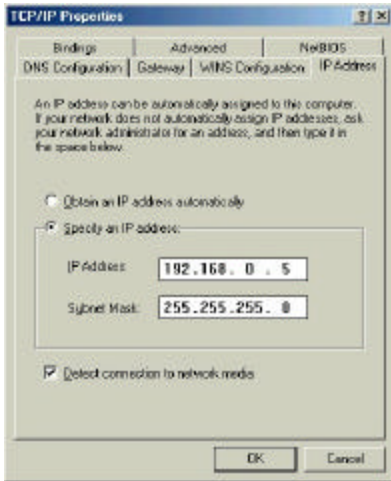 TCP/IP Properties
Bindings Advanced NetBIOS
DNS Configuration Gateway WINS Configuration IP Address
An IP address can be automatically assigned to this computer.
If your network does not automatically assign IP addresses, ask
your network administrator for an address, and then type it in
the space below.
Obtain an IP address automatically
Specify an IP address:
IP Address: 192.168. 0 . 5
Subnet Mask: 255.255.255. 0
Detect connection to network media
OK Cancel